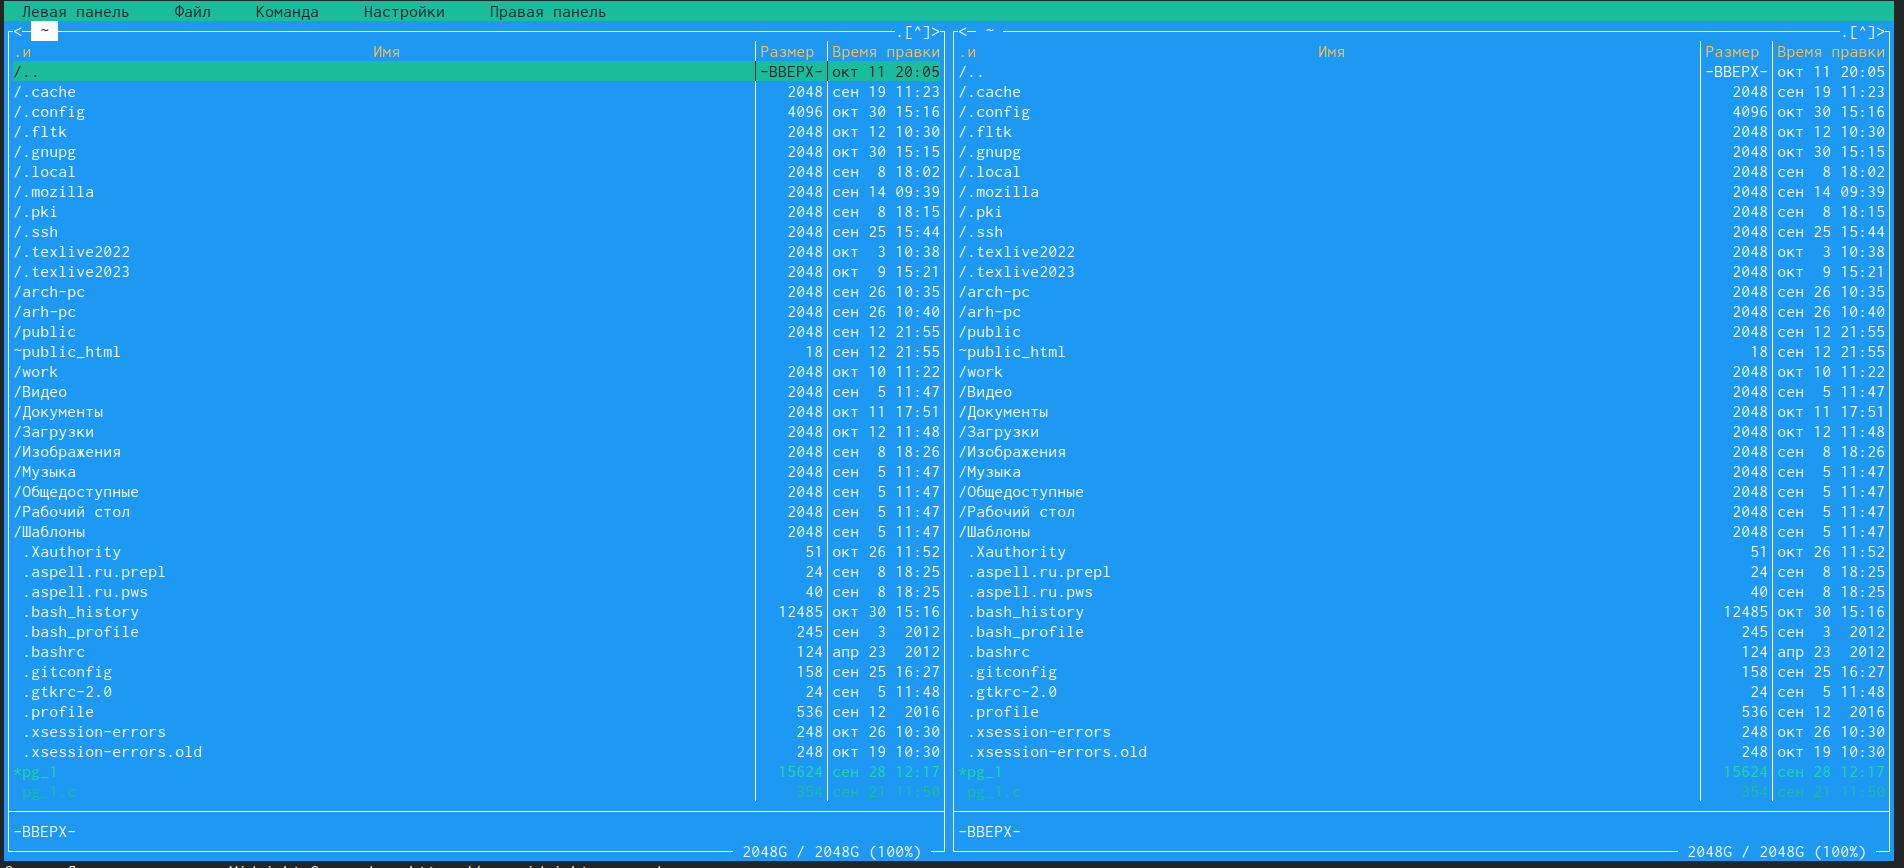 Левая панель Файл Команда Настройки Правая панель
<─ ~ .[^]> <─ ~ .[^]>
.и Имя Размер Время правки .и Имя Размер Время правки
/.. -ВВЕРХ- окт 11 20:05 /.. -ВВЕРХ- окт 11 20:05
/.cache 2048 сен 19 11:23 /.cache 2048 сен 19 11:23
/.config 4096 окт 30 15:16 /.config 4096 окт 30 15:16
/.fltk 2048 окт 12 10:30 /.fltk 2048 окт 12 10:30
/.gnupg 2048 окт 30 15:15 /.gnupg 2048 окт 30 15:15
/.local 2048 сен 8 18:02 /.local 2048 сен 8 18:02
/.mozilla 2048 сен 14 09:39 /.mozilla 2048 сен 14 09:39
/.pki 2048 сен 8 18:15 /.pki 2048 сен 8 18:15
/.ssh 2048 сен 25 15:44 /.ssh 2048 сен 25 15:44
/.texlive2022 2048 окт 3 10:38 /.texlive2022 2048 окт 3 10:38
/.texlive2023 2048 окт 9 15:21 /.texlive2023 2048 окт 9 15:21
/arch-pc 2048 сен 26 10:35 /arch-pc 2048 сен 26 10:35
/arh-pc 2048 сен 26 10:40 /arh-pc 2048 сен 26 10:40
/public 2048 сен 12 21:55 /public 2048 сен 12 21:55
~public_html 18 сен 12 21:55 ~public_html 18 сен 12 21:55
/work 2048 окт 10 11:22 /work 2048 окт 10 11:22
/Видео 2048 сен 5 11:47 /Видео 2048 сен 5 11:47
/Документы 2048 окт 11 17:51 /Документы 2048 окт 11 17:51
/Загрузки 2048 окт 12 11:48 /Загрузки 2048 окт 12 11:48
/Изображения 2048 сен 8 18:26 /Изображения 2048 сен 8 18:26
/Музыка 2048 сен 5 11:47 /Музыка 2048 сен 5 11:47
/Общедоступные 2048 сен 5 11:47 /Общедоступные 2048 сен 5 11:47
/Рабочий стол 2048 сен 5 11:47 /Рабочий стол 2048 сен 5 11:47
/Шаблоны 2048 сен 5 11:47 /Шаблоны 2048 сен 5 11:47
.Xauthority 51 окт 26 11:52 .Xauthority 51 окт 26 11:52
.aspell.ru.prepl 24 сен 8 18:25 .aspell.ru.prepl 24 сен 8 18:25
.aspell.ru.pws 40 сен 8 18:25 .aspell.ru.pws 40 сен 8 18:25
.bash_history 12485 окт 30 15:16 .bash_history 12485 окт 30 15:16
.bash_profile 245 сен 3 2012 .bash_profile 245 сен 3 2012
.bashrc 124 апр 23 2012 .bashrc 124 апр 23 2012
.gitconfig 158 сен 25 16:27 .gitconfig 158 сен 25 16:27
.gtkrc-2.0 24 сен 5 11:48 .gtkrc-2.0 24 сен 5 11:48
.profile 536 сен 12 2016 .profile 536 сен 12 2016
.xsession-errors 248 окт 26 10:30 .xsession-errors 248 окт 26 10:30
.xsession-errors.old 248 окт 19 10:30 .xsession-errors.old 248 окт 19 10:30
*pg_1 15624 сен 28 12:17 *pg_1 15624 сен 28 12:17
pg_1.c 354 сен 21 11:50 pg_1.c 354 сен 21 11:50
-ВВЕРХ- -ВВЕРХ-
2048G / 2048G (100%) 2048G / 2048G (100%)